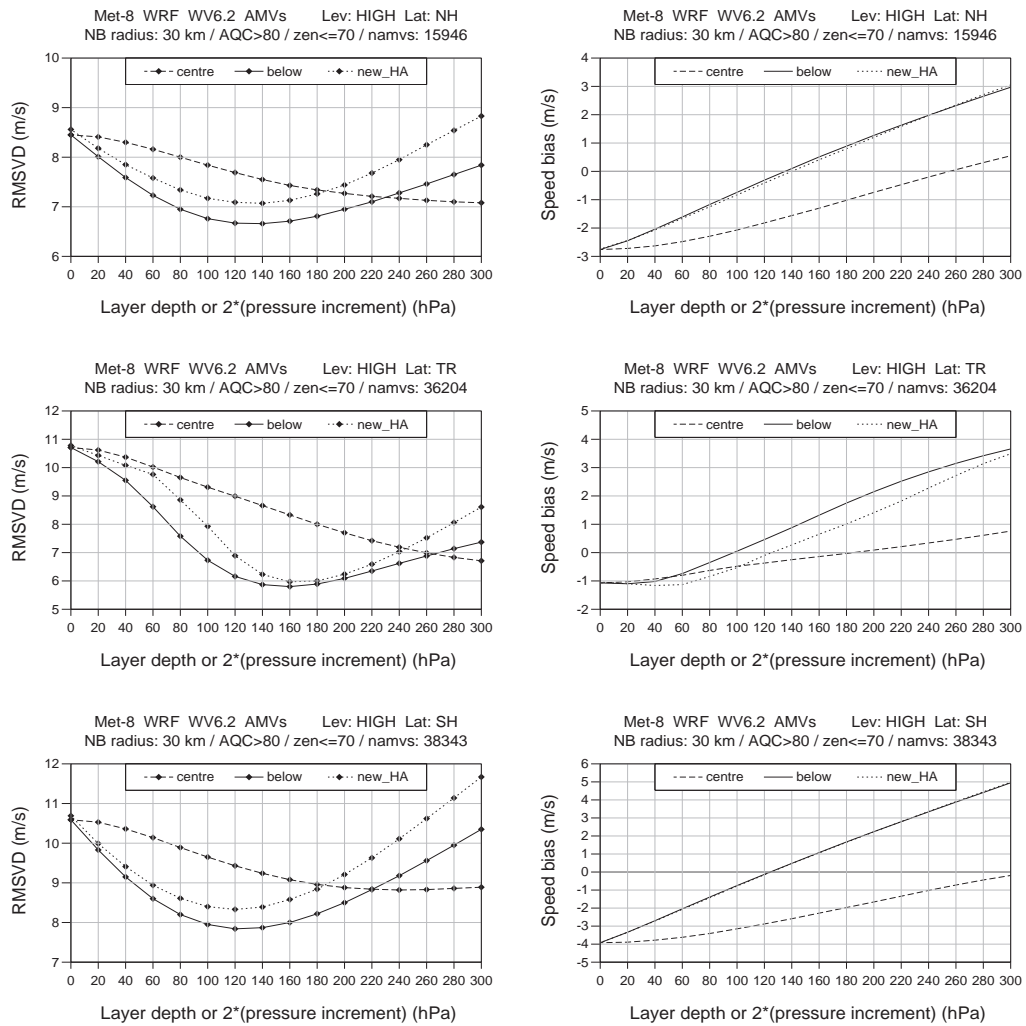 Met-8 WRF WV6.2 AMVs Lev: HIGH Lat: NH
NB radius: 30 km / AQC>80 / zen<=70 / namvs: 15946
centre below new_HA
RMSVD (m/s)
10
9
8
7
6
0 20 40 60 80 100 120 140 160 180 200 220 240 260 280 300
Layer depth or 2*(pressure increment) (hPa)
Met-8 WRF WV6.2 AMVs Lev: HIGH Lat: NH
NB radius: 30 km / AQC>80 / zen<=70 / namvs: 15946
centre below new_HA
Speed bias (m/s)
4
3
2
1
0
-1
-2
-3
0 20 40 60 80 100 120 140 160 180 200 220 240 260 280 300
Layer depth or 2*(pressure increment) (hPa)
Met-8 WRF WV6.2 AMVs Lev: HIGH Lat: TR
NB radius: 30 km / AQC>80 / zen<=70 / namvs: 36204
centre below new_HA
RMSVD (m/s)
12
11
10
9
8
7
6
5
0 20 40 60 80 100 120 140 160 180 200 220 240 260 280 300
Layer depth or 2*(pressure increment) (hPa)
Met-8 WRF WV6.2 AMVs Lev: HIGH Lat: TR
NB radius: 30 km / AQC>80 / zen<=70 / namvs: 36204
centre below new_HA
Speed bias (m/s)
5
4
3
2
1
0
-1
-2
0 20 40 60 80 100 120 140 160 180 200 220 240 260 280 300
Layer depth or 2*(pressure increment) (hPa)
Met-8 WRF WV6.2 AMVs Lev: HIGH Lat: SH
NB radius: 30 km / AQC>80 / zen<=70 / namvs: 38343
centre below new_HA
RMSVD (m/s)
12
11
10
9
8
7
0 20 40 60 80 100 120 140 160 180 200 220 240 260 280 300
Layer depth or 2*(pressure increment) (hPa)
Met-8 WRF WV6.2 AMVs Lev: HIGH Lat: SH
NB radius: 30 km / AQC>80 / zen<=70 / namvs: 38343
centre below new_HA
Speed bias (m/s)
6
5
4
3
2
1
0
-1
-2
-3
-4
-5
0 20 40 60 80 100 120 140 160 180 200 220 240 260 280 300
Layer depth or 2*(pressure increment) (hPa)